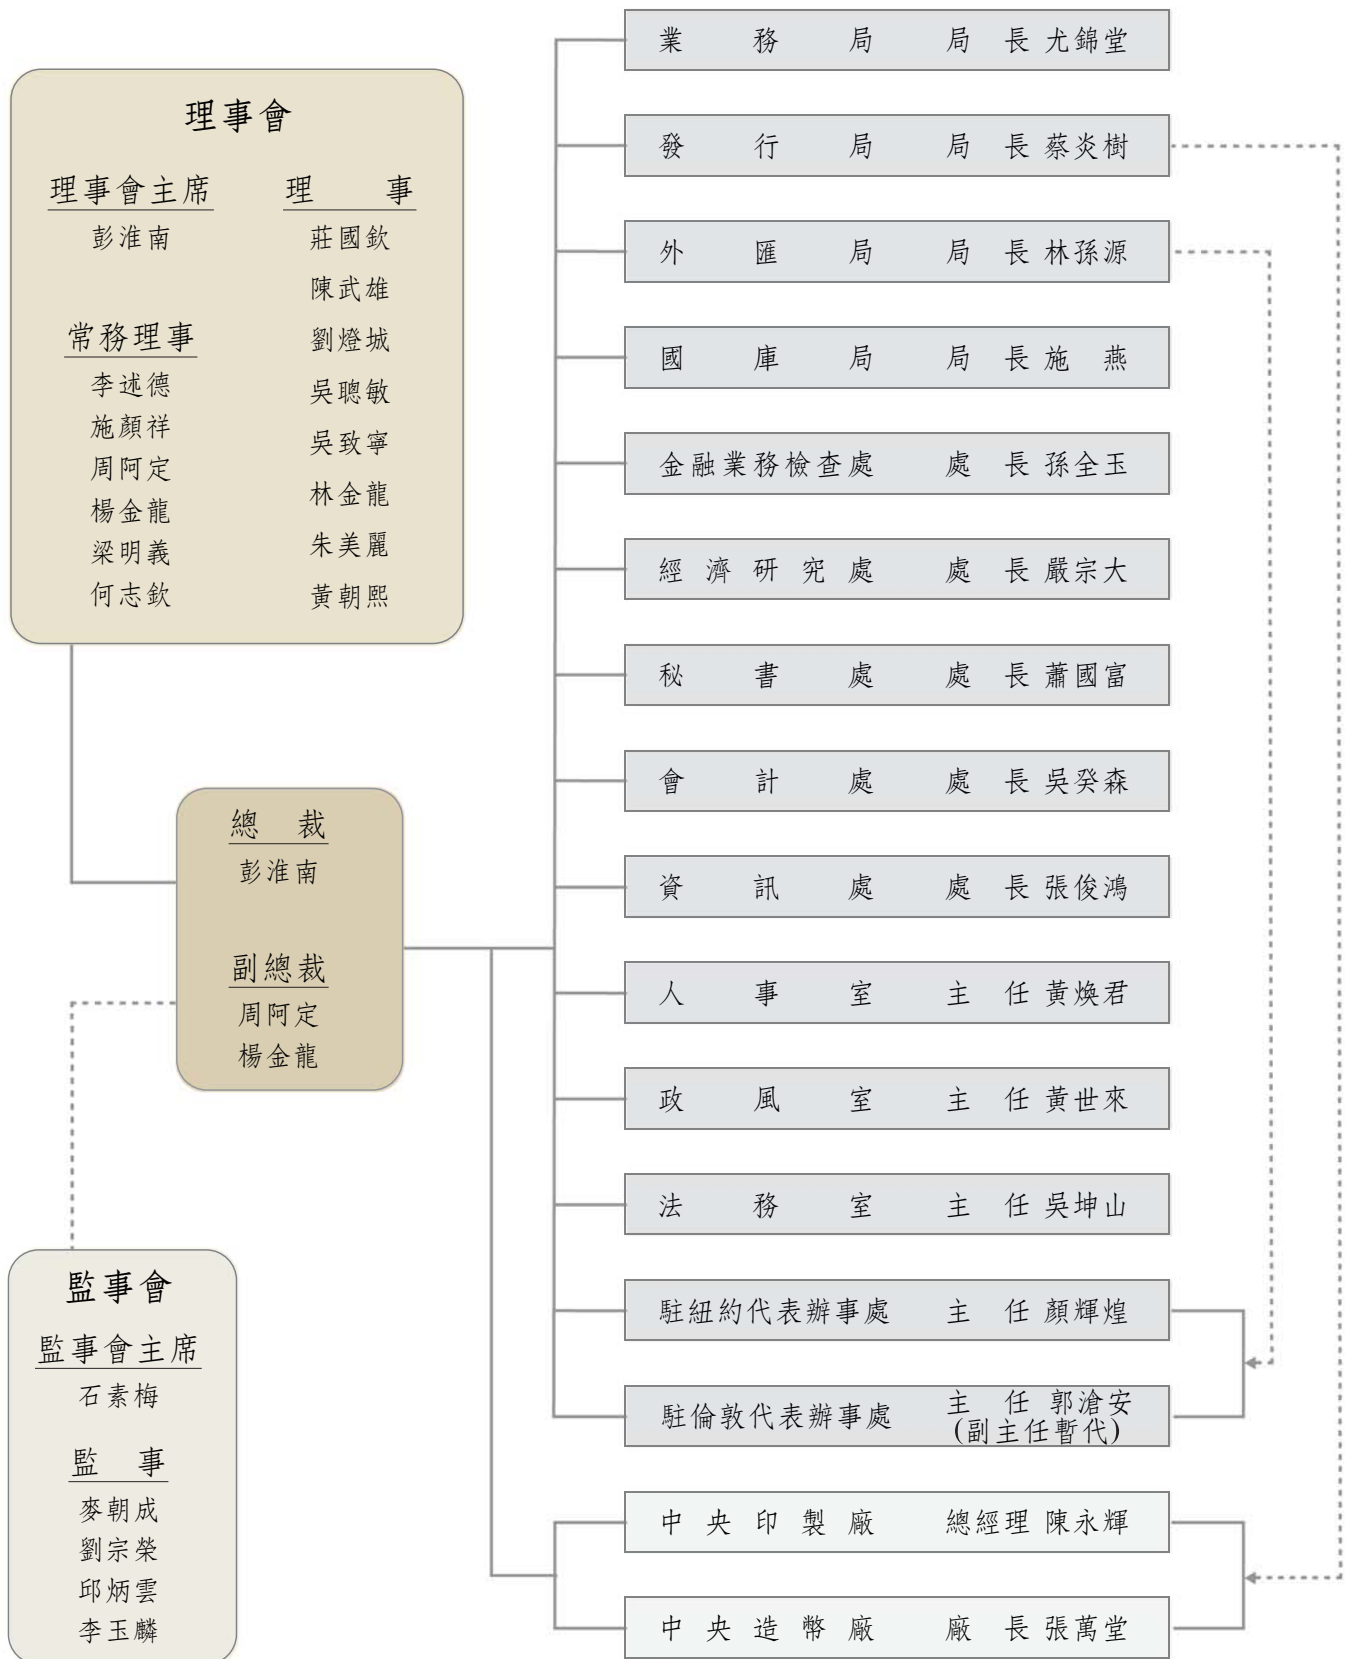 理事會
理事會主席
彭淮南
常務理事
李述德
施顏祥
周阿定
楊金龍
梁明義
何志欽
理事
莊國欽
陳武雄
劉燈城
吳聰敏
吳致寧
林金龍
朱美麗
黃朝熙
總裁
彭淮南
副總裁
周阿定
楊金龍
監事會
監事會主席
石素梅
監事
麥朝成
劉宗榮
邱炳雲
李玉麟
業務局 局長 尤錦堂
發行局 局長 蔡炎樹
外匯局 局長 林孫源
國庫局 局長 施燕
金融業務檢查處 處長 孫全玉
經濟研究處 處長 嚴宗大
秘書處 處長 蕭國富
會計處 處長 吳癸森
資訊處 處長 張俊鴻
人事室 主任 黃煥君
政風室 主任 黃世來
法務室 主任 吳坤山
駐紐約代表辦事處 主任 顏輝煌
駐倫敦代表辦事處 主任 郭滄安
(副主任暫代)
中央印製廠 總經理 陳永輝
中央造幣廠 廠長 張萬堂